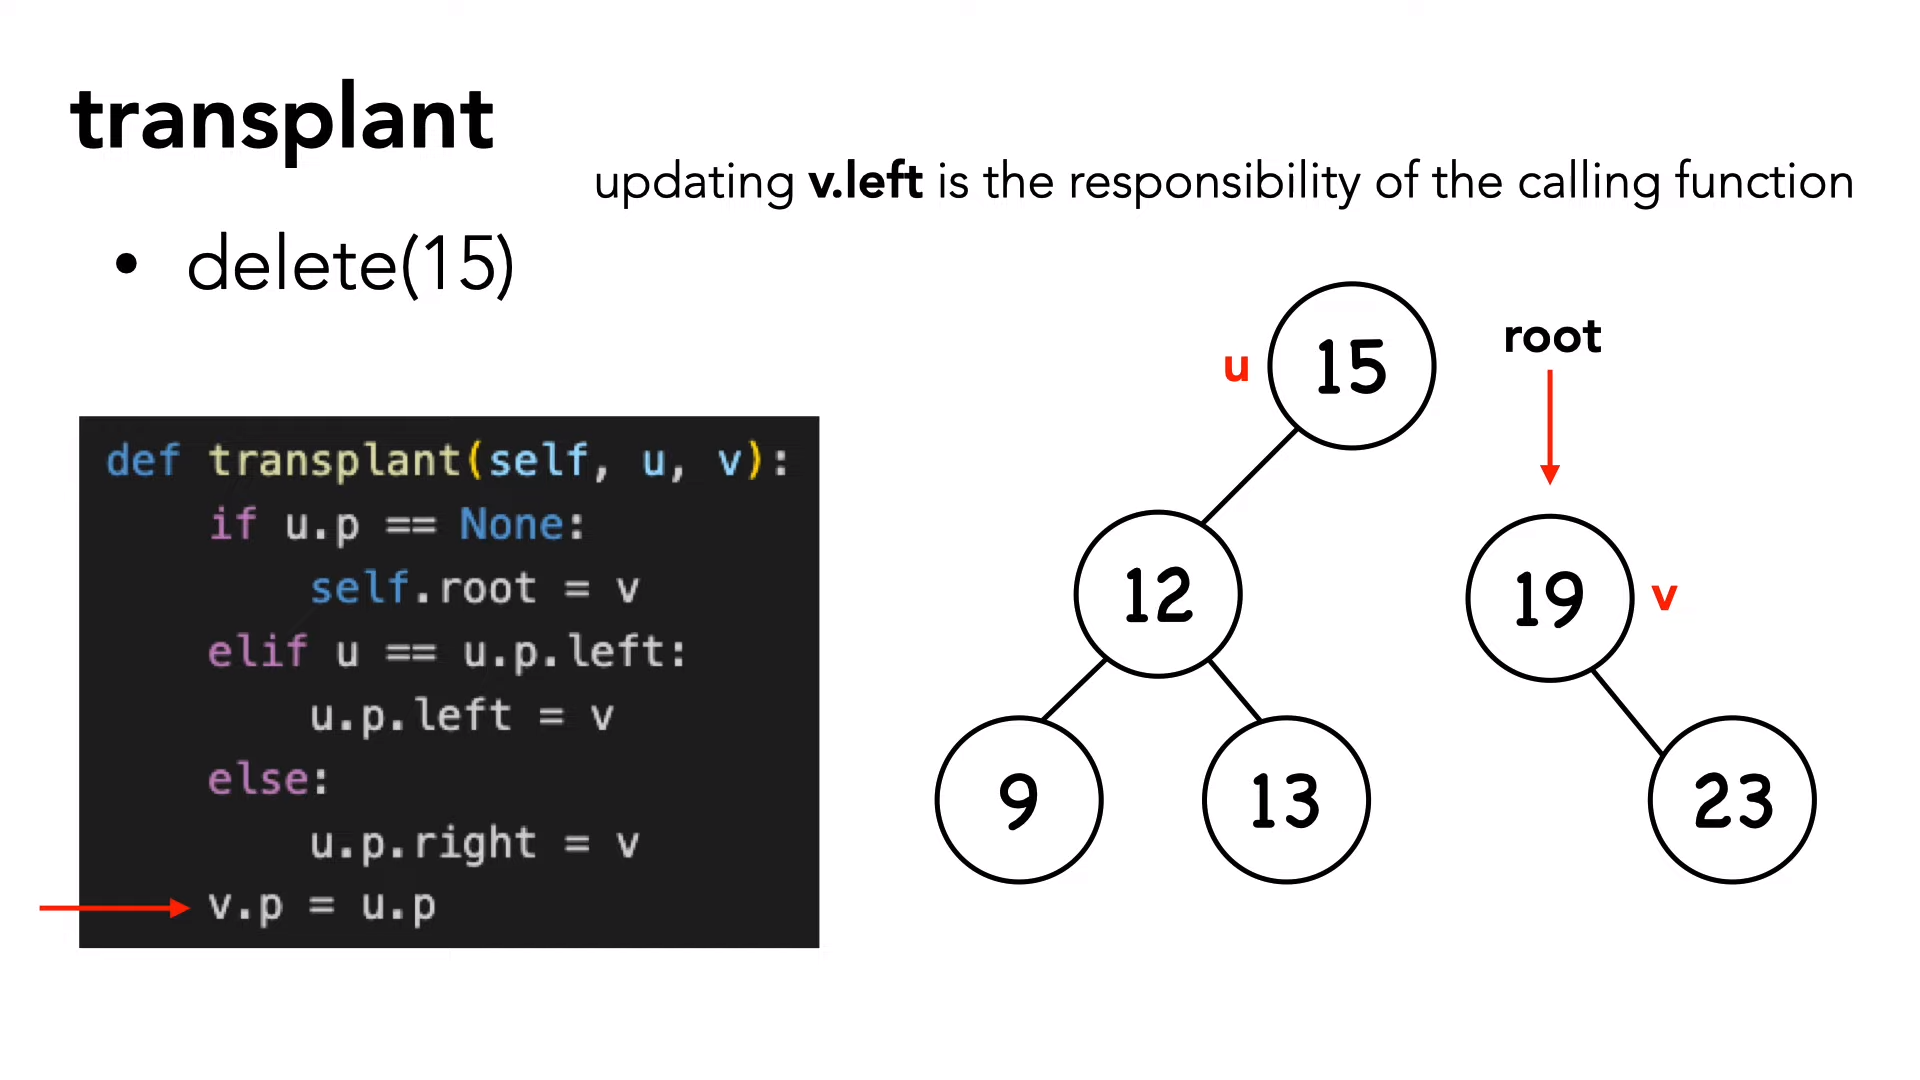 transplant
updating v.left is the responsibility of the calling function
• delete(15)
def transplant(self, u, v):
    if u.p == None:
        self.root = v
    elif u == u.p.left:
        u.p.left = v
    else:
        u.p.right = v
    v.p = u.p
u
15
root
12
19
v
9
13
23